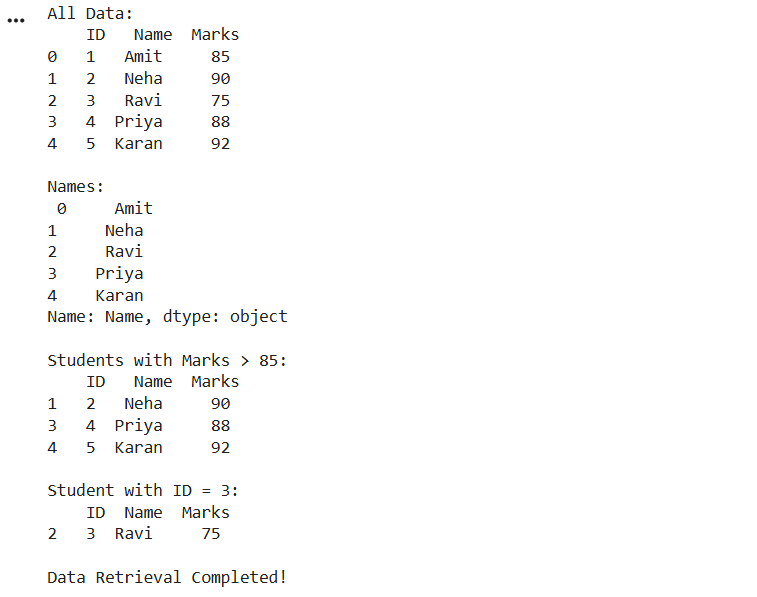 All Data:
    ID   Name  Marks
0   1   Amit     85
1   2   Neha     90
2   3   Ravi     75
3   4  Priya     88
4   5  Karan     92

Names:
 0     Amit
1     Neha
2     Ravi
3    Priya
4    Karan
Name: Name, dtype: object

Students with Marks > 85:
    ID   Name  Marks
1   2   Neha     90
3   4  Priya     88
4   5  Karan     92

Student with ID = 3:
    ID  Name  Marks
2   3  Ravi     75

Data Retrieval Completed!